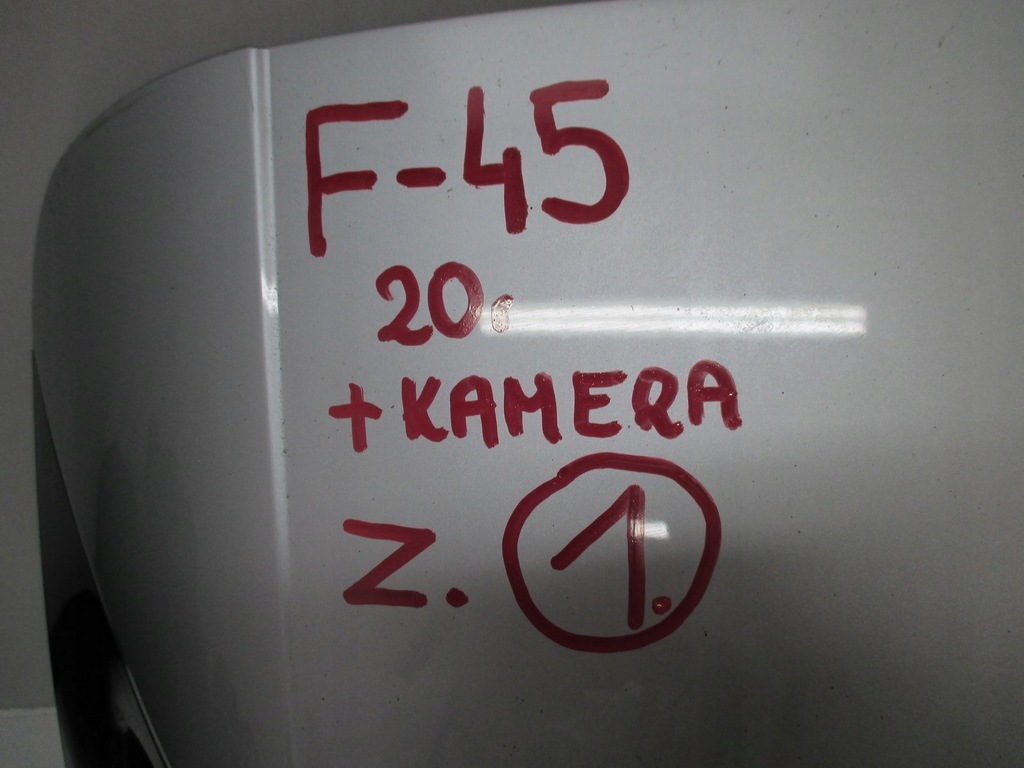 F-45
20.
+KAMERA
Z. 1.